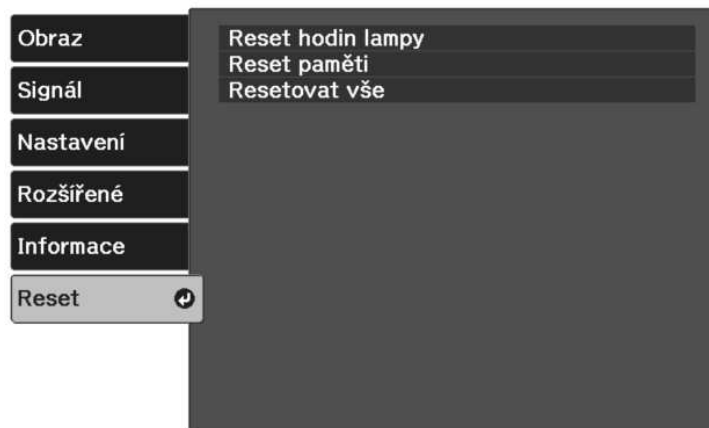 Obraz
Signál
Nastavení
Rozšířené
Informace
Reset
Reset hodin lampy
Reset paměti
Resetovat vše